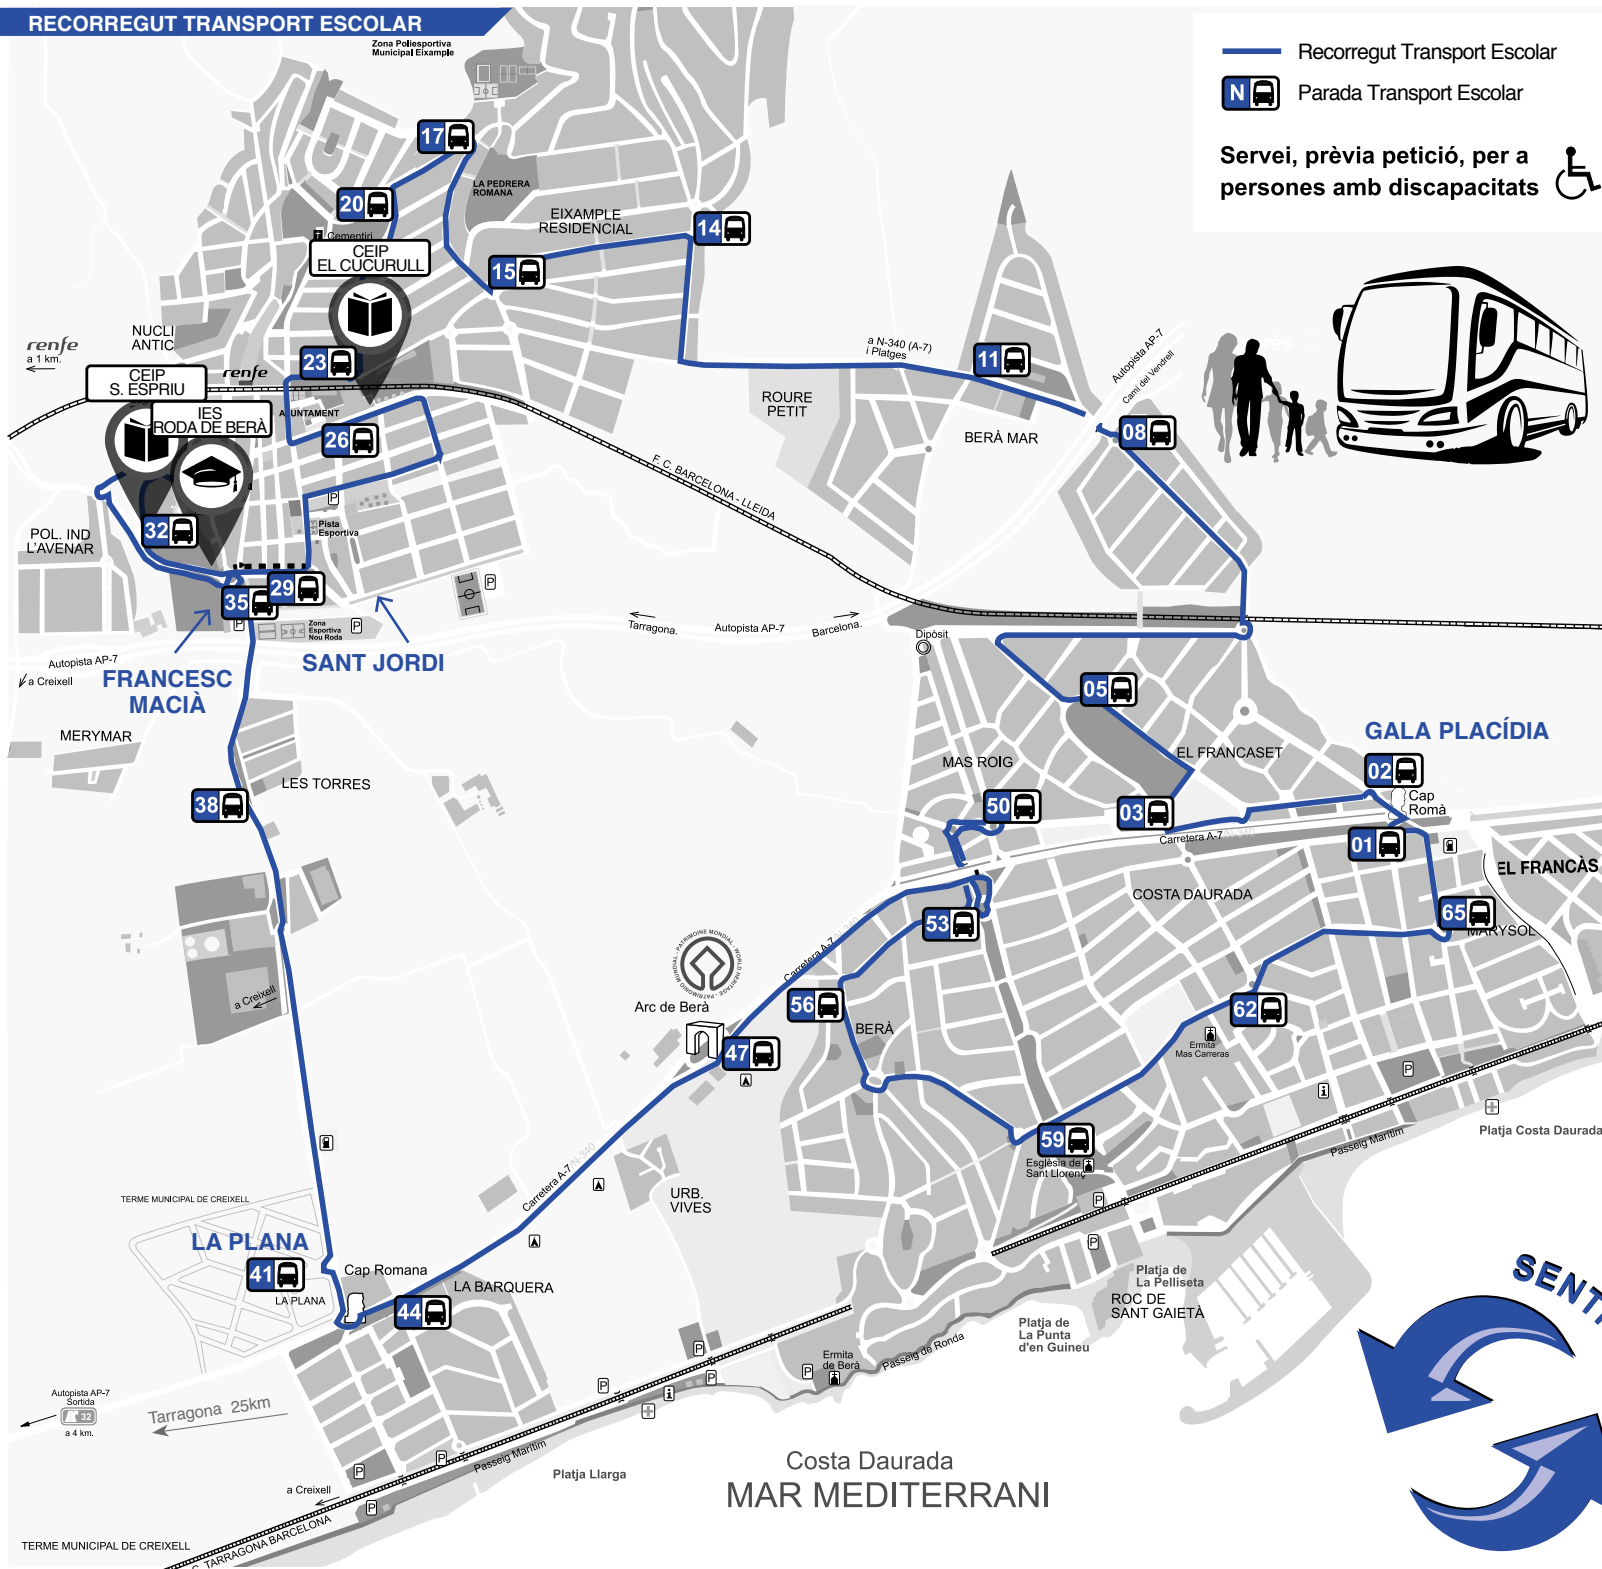 RECORREGUT TRANSPORT ESCOLAR
Zona Poliesportiva
Municipal Eixample
Recorregut Transport Escolar
N
Parada Transport Escolar
Servei, prèvia petició, per a
persones amb discapacitats
17
LA PEDRERA
ROMANA
20
Cementiri
EIXAMPLE
RESIDENCIAL
14
CEIP
EL CUCURULL
15
NUCLI
ANTIC
renfe
a 1 km.
renfe
23
a N-340 (A-7)
i Platges
11
Autopista AP-7
Camí del Vendrell
CEIP
S. ESPRIU
IES
RODA DE BERÀ
AJUNTAMENT
26
ROURE
PETIT
BERÀ MAR
08
F. C. BARCELONA - LLEIDA
P
Pista
Esportiva
32
POL. IND
L'AVENAR
29
35
P
P
Zona
Esportiva
Nou Roda
P
Tarragona.
Autopista AP-7
Barcelona.
Dipòsit
Autopista AP-7
a Creixell
FRANCESC
MACIÀ
SANT JORDI
05
MERYMAR
GALA PLACÍDIA
EL FRANCASET
MAS ROIG
LES TORRES
02
Cap
Romà
38
50
03
Carretera A-7/N-340
01
EL FRANCÀS
COSTA DAURADA
53
65
MARYSOL
PATRIMOINE MONDIAL - WORLD HERITAGE - PATRIMONIO MUNDIAL
Carretera A-7/N-340
a Creixell
Arc de Berà
56
BERÀ
62
47
Ermita
Mas Carreras
P
i
59
Platja Costa Daurada
Passeig Marítim
Església de
Sant Llorenç
Carretera A-7/N-340
URB.
VIVES
P
TERME MUNICIPAL DE CREIXELL
LA PLANA
P
41
Cap Romana
LA PLANA
LA BARQUERA
Platja de
La Pelliseta
SENT
44
ROC DE
SANT GAIETÀ
Platja de
La Punta
d'en Guineu
P
Ermita
de Berà
P
Passeig de Ronda
P
P
i
Autopista AP-7
Sortida
32
a 4 km.
Tarragona 25km
Costa Daurada
MAR MEDITERRANI
P
P
Passeig Marítim
Platja Llarga
a Creixell
P
TERME MUNICIPAL DE CREIXELL
C. TARRAGONA BARCELONA